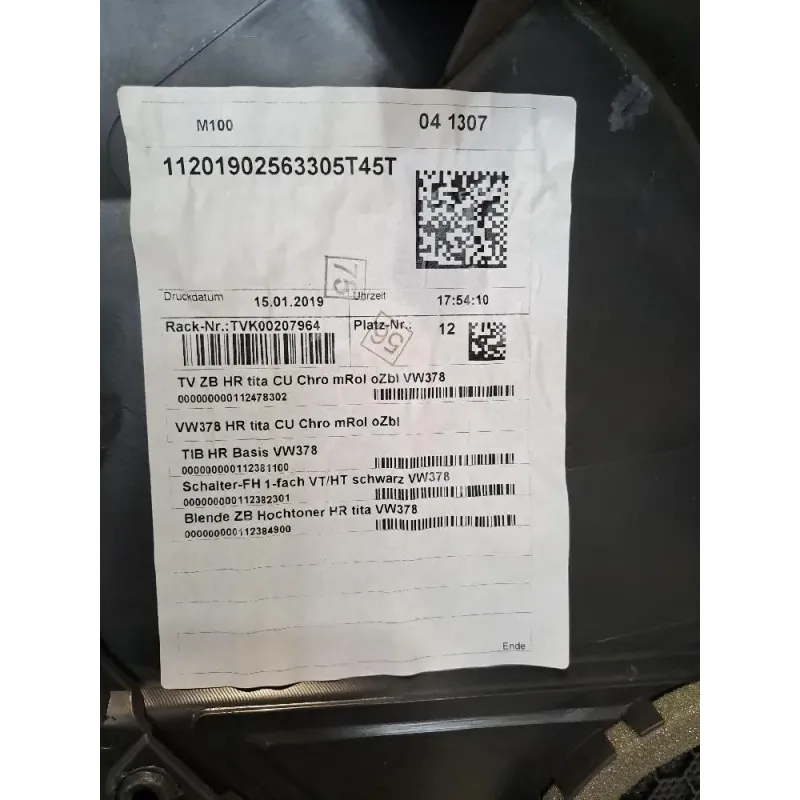 M100 04 1307
11201902563305T45T
75
Druckdatum 15.01.2019 Uhrzeit 17:54:10
Rack-Nr.:TVK00207964 Platz-Nr.: 12
56
TV ZB HR tita CU Chro mRol oZbl VW378
000000000112478302
VW378 HR tita CU Chro mRol oZbl
TIB HR Basis VW378
000000000112381100
Schalter-FH 1-fach VT/HT schwarz VW378
000000000112382301
Blende ZB Hochtoner HR tita VW378
000000000112384900
Ende